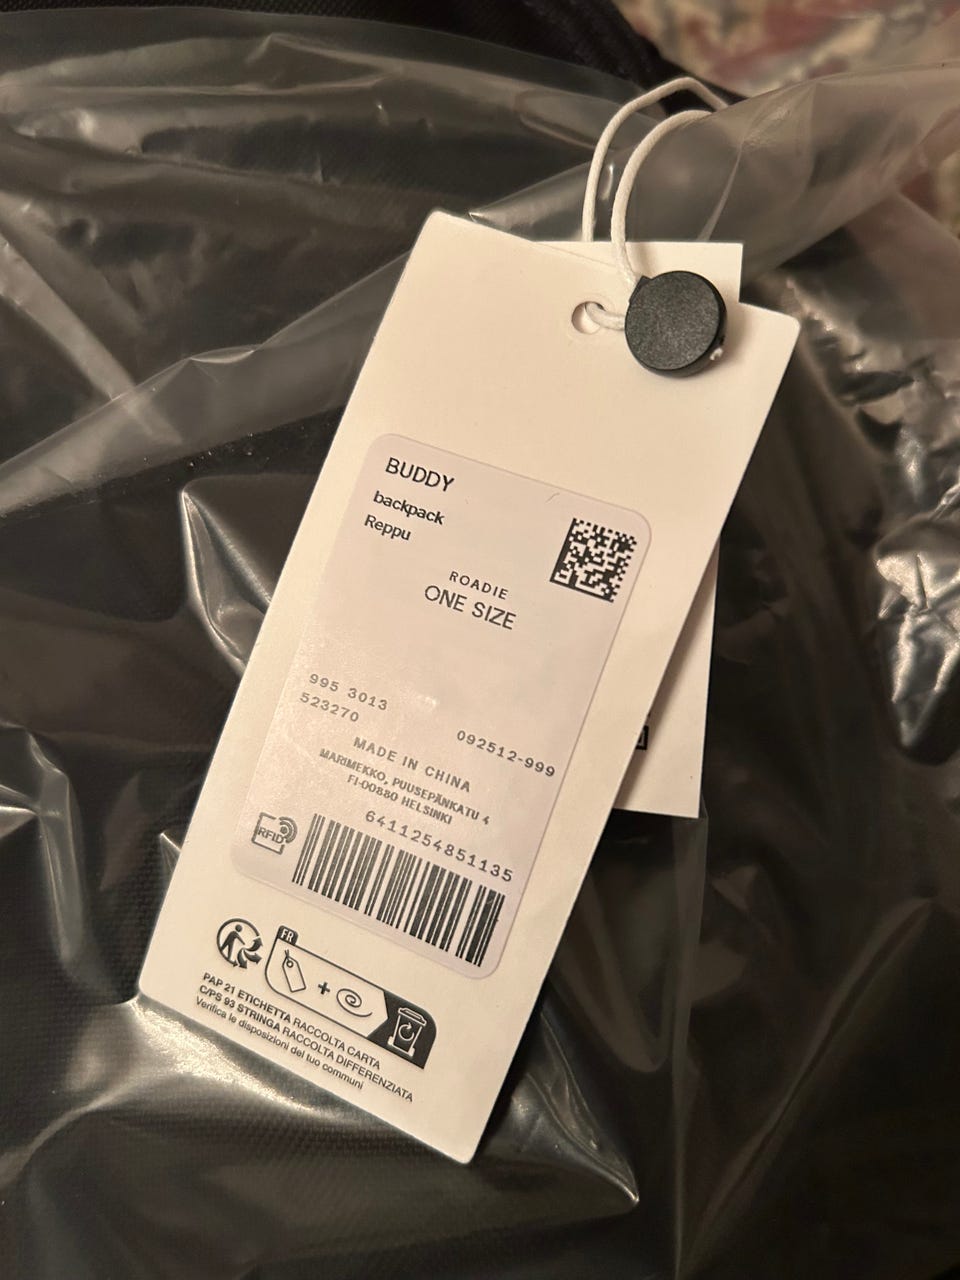 BUDDY
backpack
Reppu
ROADIE
ONE SIZE
995 3013
523270
092512-999
MADE IN CHINA
MARIMEKKO, PUUSEPÄNKATU 4
FI-00880 HELSINKI
6411254851135
RFID
FR
+
PAP 21 ETICHETTA RACCOLTA CARTA
C/PS 93 STRINGA RACCOLTA DIFFERENZIATA
Verifica le disposizioni del tuo communi